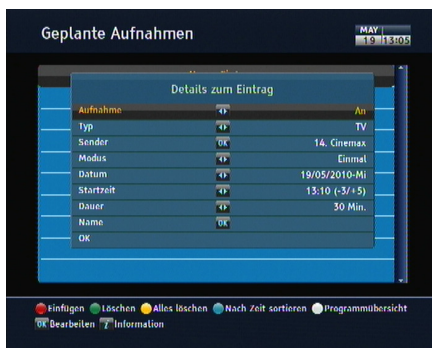 Geplante Aufnahmen
MAY
19 13:05
Details zum Eintrag
Aufnahme An
Typ TV
Sender OK 14. Cinemax
Modus Einmal
Datum 19/05/2010-Mi
Startzeit 13:10 (-3/+5)
Dauer 30 Min.
Name OK
OK
Einfügen Löschen Alles löschen Nach Zeit sortieren Programmübersicht
OK Bearbeiten i Information